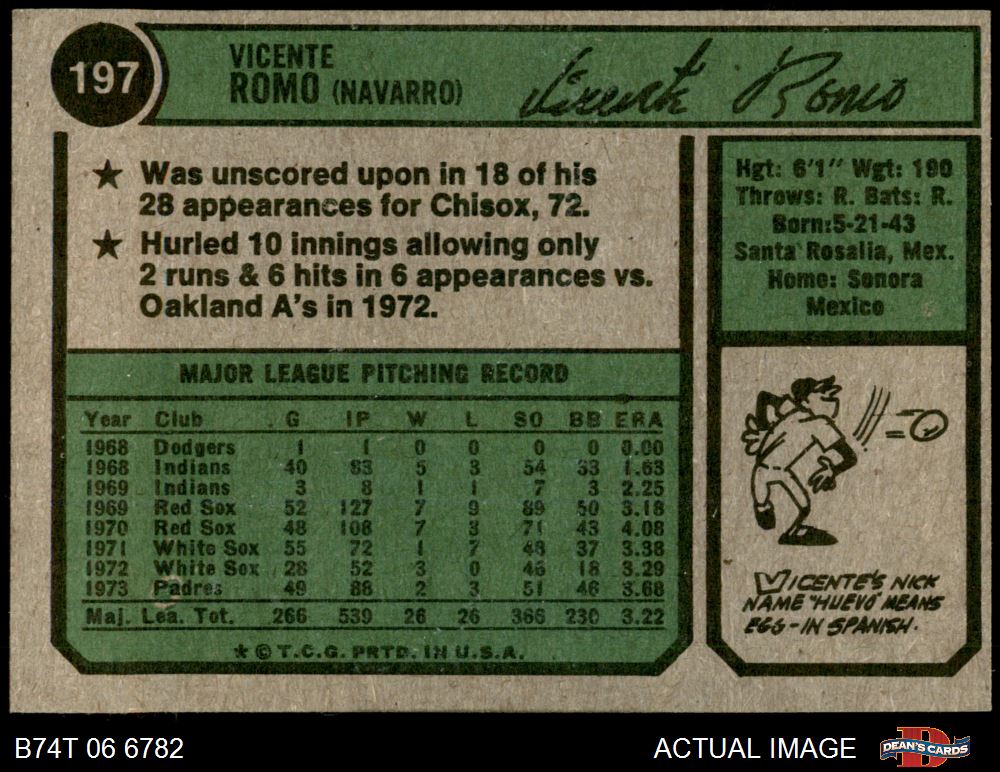 197
VICENTE
ROMO (NAVARRO)
Vicente Romo
★ Was unscored upon in 18 of his
28 appearances for Chisox, 72.
★ Hurled 10 innings allowing only
2 runs & 6 hits in 6 appearances vs.
Oakland A's in 1972.
Hgt: 6'1" Wgt: 190
Throws: R. Bats: R.
Born:5-21-43
Santa Rosalia, Mex.
Home: Sonora
Mexico
MAJOR LEAGUE PITCHING RECORD
Year Club G IP W L SO BB ERA
1968 Dodgers 1 1 0 0 0 0 0.00
1968 Indians 40 83 5 3 54 33 1.63
1969 Indians 3 8 1 1 7 3 2.25
1969 Red Sox 52 127 7 9 89 50 3.18
1970 Red Sox 48 108 7 3 71 43 4.08
1971 White Sox 55 72 1 7 48 37 3.38
1972 White Sox 28 52 3 0 46 18 3.29
1973 Padres 49 88 2 3 51 46 3.68
Maj. Lea. Tot. 266 539 26 26 366 230 3.22
* © T.C.G. PRTD. IN U.S.A.
VICENTE'S NICK
NAME "HUEVO" MEANS
EGG - IN SPANISH.
B74T 06 6782
ACTUAL IMAGE
DEAN'S CARDS